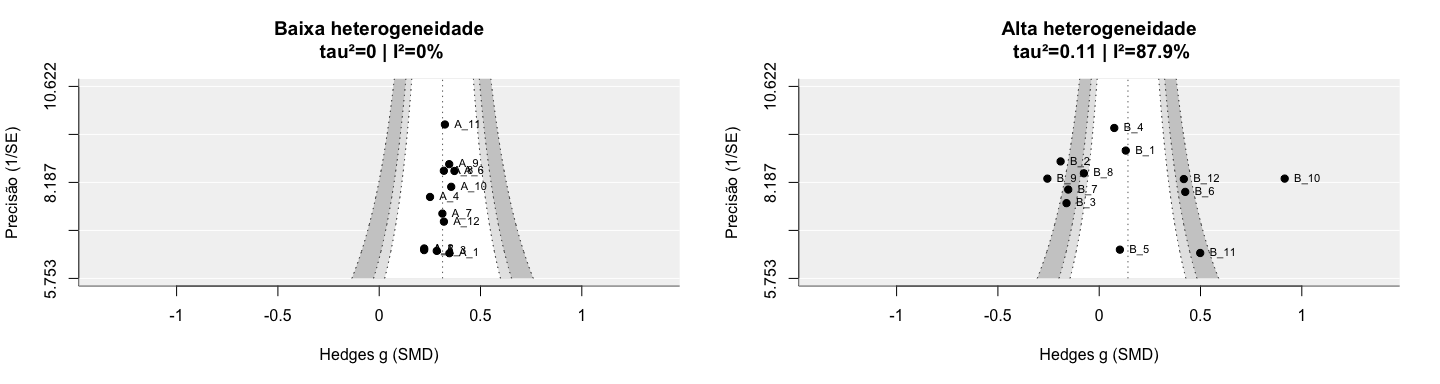 Baixa heterogeneidade
tau²=0 | I²=0%
Precisão (1/SE)
10.622
8.187
5.753
A_11
A_9
A_6
A_10
A_4
A_7
A_12
A_1
-1
-0.5
0
0.5
1
Hedges g (SMD)
Alta heterogeneidade
tau²=0.11 | I²=87.9%
Precisão (1/SE)
10.622
8.187
5.753
B_4
B_1
B_2
B_8
B_9
B_12
B_10
B_7
B_6
B_3
B_5
B_11
-1
-0.5
0
0.5
1
Hedges g (SMD)